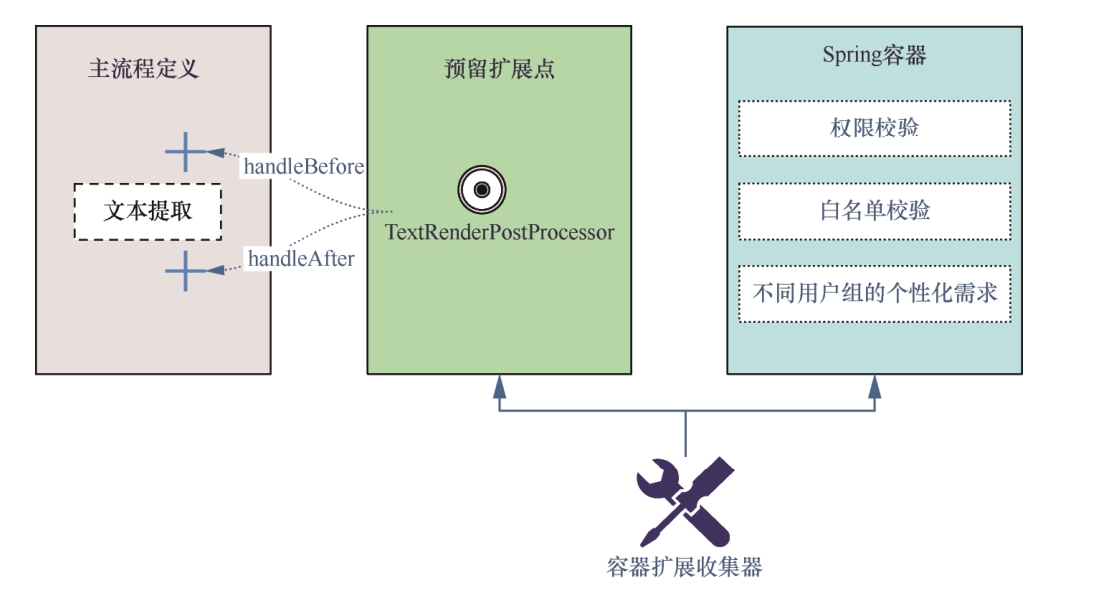 主流程定义
handleBefore
文本提取
handleAfter
预留扩展点
TextRenderPostProcessor
Spring容器
权限校验
白名单校验
不同用户组的个性化需求
容器扩展收集器